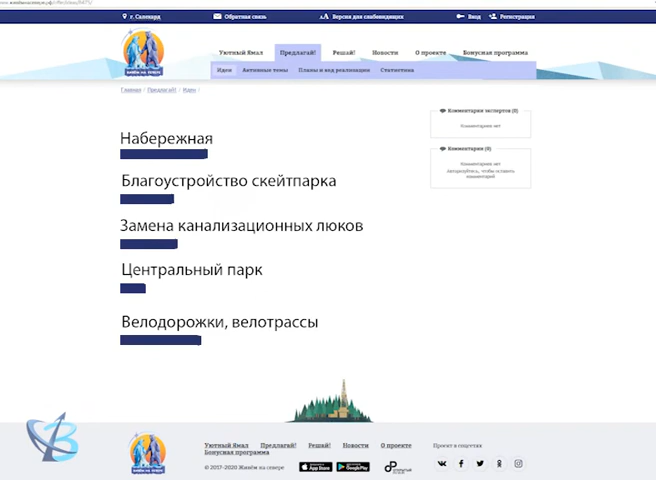 г. Салехард
Обратная связь
Версия для слабовидящих
Вход
Регистрация
Уютный Ямал
Предлагай!
Решай!
Новости
О проекте
Бонусная программа
Идеи
Активные темы
Планы и ход реализации
Статистика
Главная / Предлагай! / Идеи /
Комментарии экспертов (0)
Комментариев нет
Комментарии (0)
Комментариев нет
Авторизуйтесь, чтобы оставить
комментарий
Набережная
Благоустройство скейтпарка
Замена канализационных люков
Центральный парк
Велодорожки, велотрассы
Уютный Ямал
Предлагай!
Решай!
Новости
О проекте
Бонусная программа
© 2017-2020 Живём на севере
App Store
Google Play
Проект в соцсетях